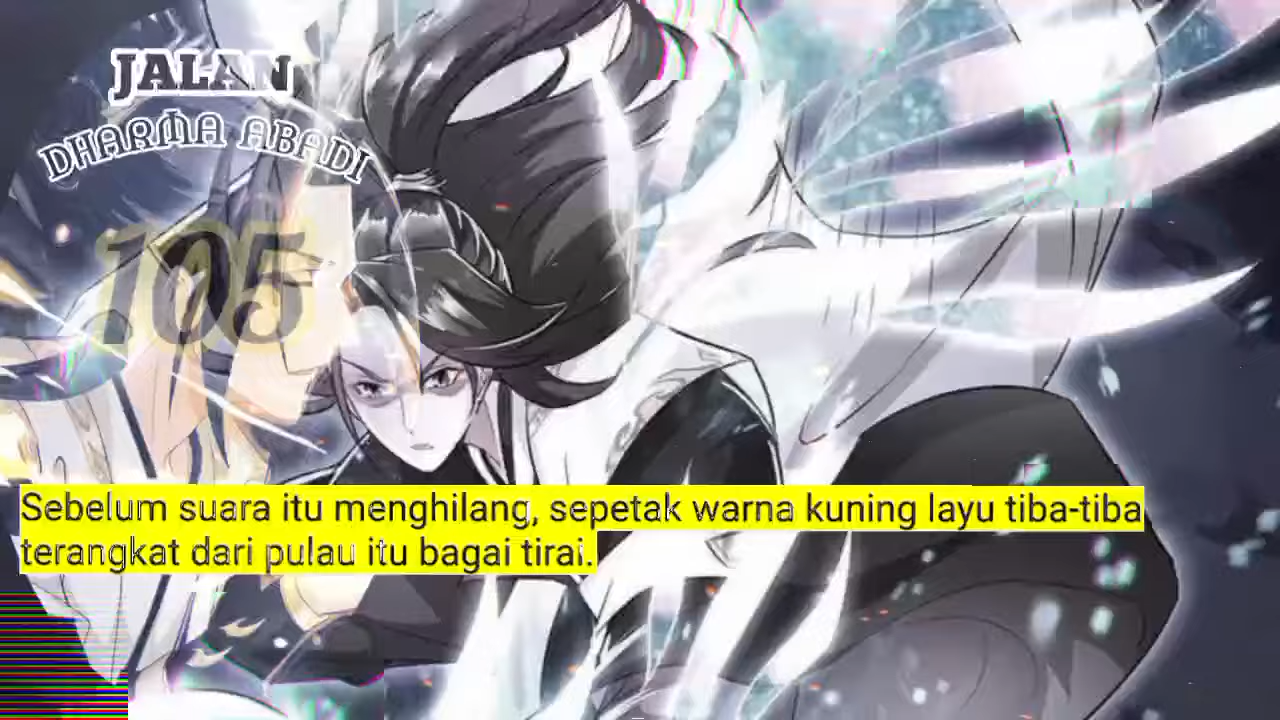 JALAN
DHARMA ABADI
105
Sebelum suara itu menghilang, sepetak warna kuning layu tiba-tiba
terangkat dari pulau itu bagai tirai.